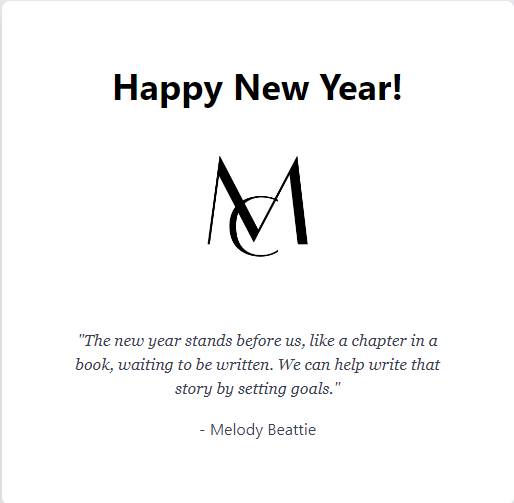 Happy New Year!
MC
"The new year stands before us, like a chapter in a
book, waiting to be written. We can help write that
story by setting goals."
- Melody Beattie